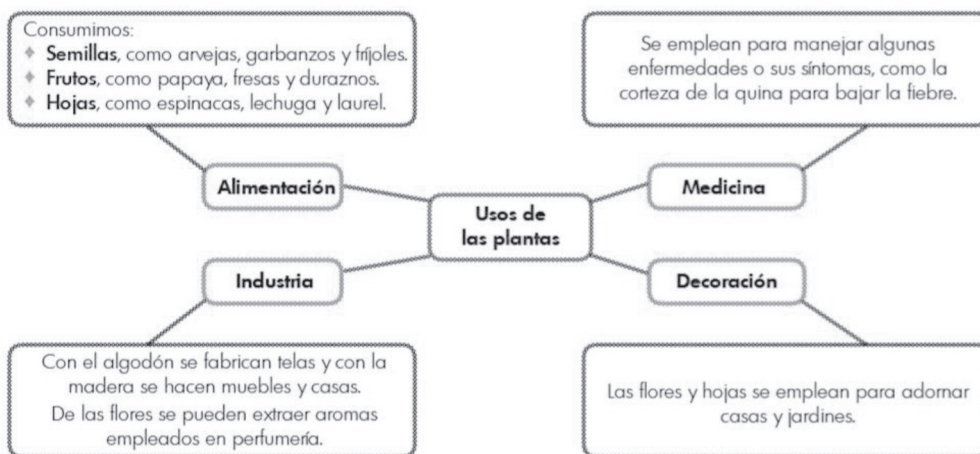 Consumimos:
Semillas, como arvejas, garbanzos y fríjoles.
Frutos, como papaya, fresas y duraznos.
Hojas, como espinacas, lechuga y laurel.
Se emplean para manejar algunas
enfermedades o sus síntomas, como la
corteza de la quina para bajar la fiebre.
Alimentación
Medicina
Usos de
las plantas
Industria
Decoración
Con el algodón se fabrican telas y con la
madera se hacen muebles y casas.
De las flores se pueden extraer aromas
empleados en perfumería.
Las flores y hojas se emplean para adornar
casas y jardines.